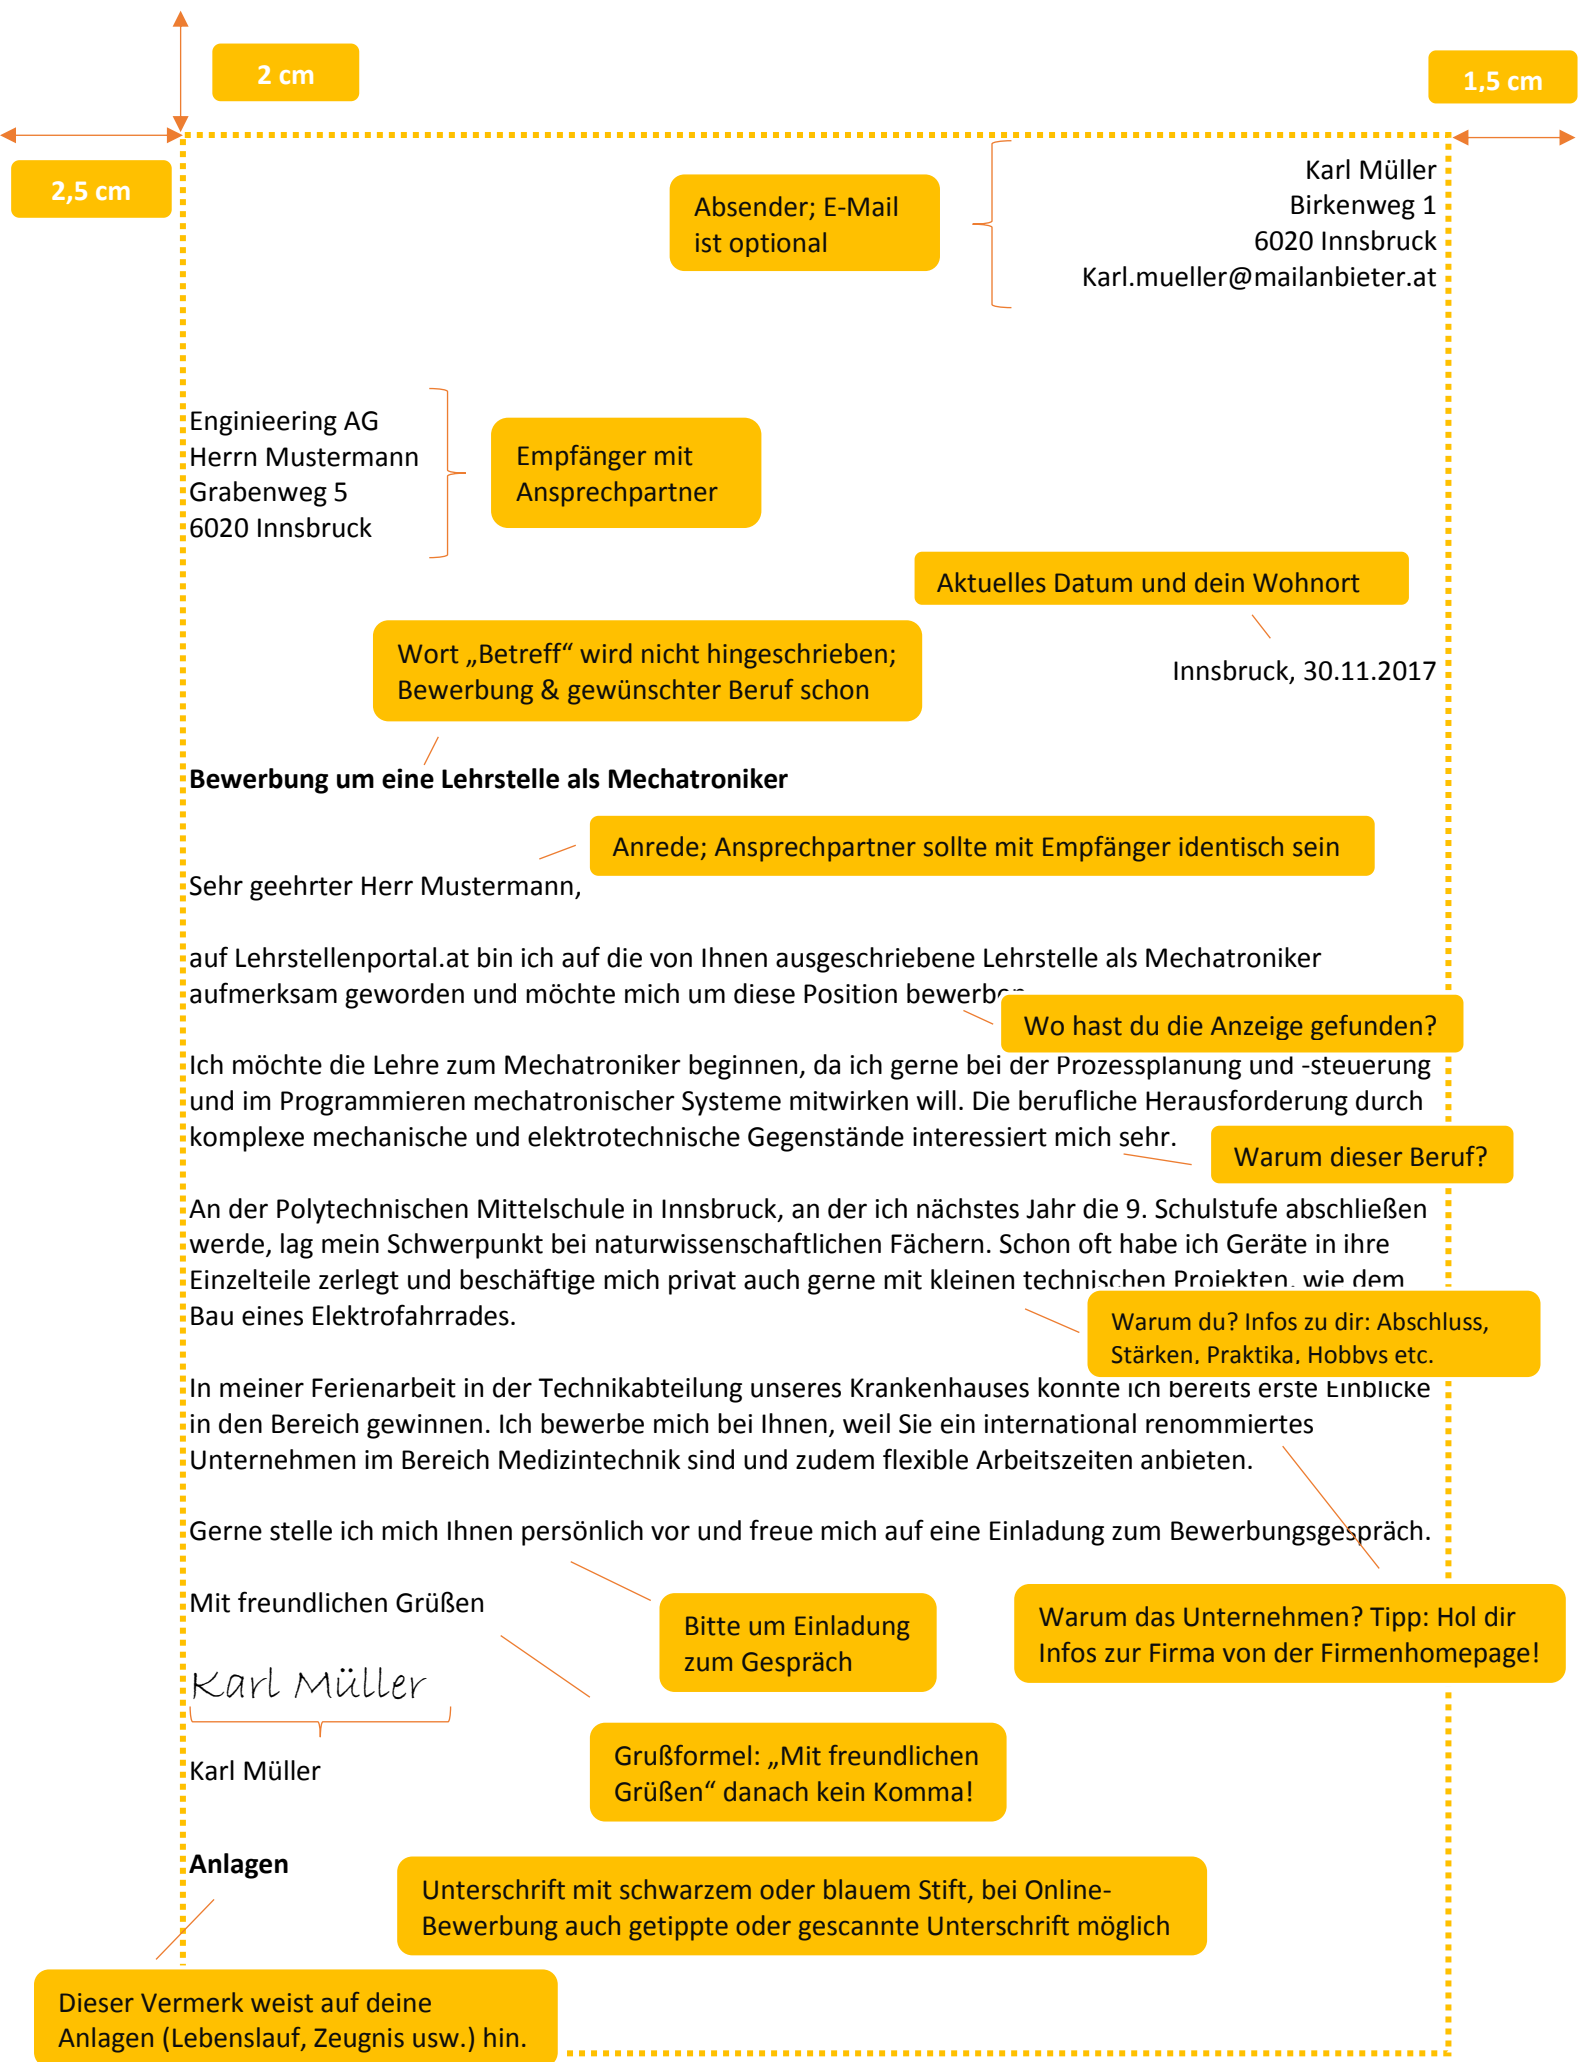 2 cm
1,5 cm
2,5 cm
Absender; E-Mail
ist optional
Karl Müller
Birkenweg 1
6020 Innsbruck
Karl.mueller@mailanbieter.at
Enginieering AG
Herrn Mustermann
Grabenweg 5
6020 Innsbruck
Empfänger mit
Ansprechpartner
Aktuelles Datum und dein Wohnort
Wort „Betreff“ wird nicht hingeschrieben;
Bewerbung & gewünschter Beruf schon
Innsbruck, 30.11.2017
Bewerbung um eine Lehrstelle als Mechatroniker
Anrede; Ansprechpartner sollte mit Empfänger identisch sein
Sehr geehrter Herr Mustermann,
auf Lehrstellenportal.at bin ich auf die von Ihnen ausgeschriebene Lehrstelle als Mechatroniker
aufmerksam geworden und möchte mich um diese Position bewerben
Wo hast du die Anzeige gefunden?
Ich möchte die Lehre zum Mechatroniker beginnen, da ich gerne bei der Prozessplanung und -steuerung
und im Programmieren mechatronischer Systeme mitwirken will. Die berufliche Herausforderung durch
komplexe mechanische und elektrotechnische Gegenstände interessiert mich sehr.
Warum dieser Beruf?
An der Polytechnischen Mittelschule in Innsbruck, an der ich nächstes Jahr die 9. Schulstufe abschließen
werde, lag mein Schwerpunkt bei naturwissenschaftlichen Fächern. Schon oft habe ich Geräte in ihre
Einzelteile zerlegt und beschäftige mich privat auch gerne mit kleinen technischen Projekten, wie dem
Bau eines Elektrofahrrades.
Warum du? Infos zu dir: Abschluss,
Stärken, Praktika, Hobbys etc.
In meiner Ferienarbeit in der Technikabteilung unseres Krankenhauses konnte ich bereits erste Einblicke
in den Bereich gewinnen. Ich bewerbe mich bei Ihnen, weil Sie ein international renommiertes
Unternehmen im Bereich Medizintechnik sind und zudem flexible Arbeitszeiten anbieten.
Gerne stelle ich mich Ihnen persönlich vor und freue mich auf eine Einladung zum Bewerbungsgespräch.
Mit freundlichen Grüßen
Bitte um Einladung
zum Gespräch
Warum das Unternehmen? Tipp: Hol dir
Infos zur Firma von der Firmenhomepage!
Karl Müller
Karl Müller
Grußformel: „Mit freundlichen
Grüßen“ danach kein Komma!
Anlagen
Unterschrift mit schwarzem oder blauem Stift, bei Online-
Bewerbung auch getippte oder gescannte Unterschrift möglich
Dieser Vermerk weist auf deine
Anlagen (Lebenslauf, Zeugnis usw.) hin.